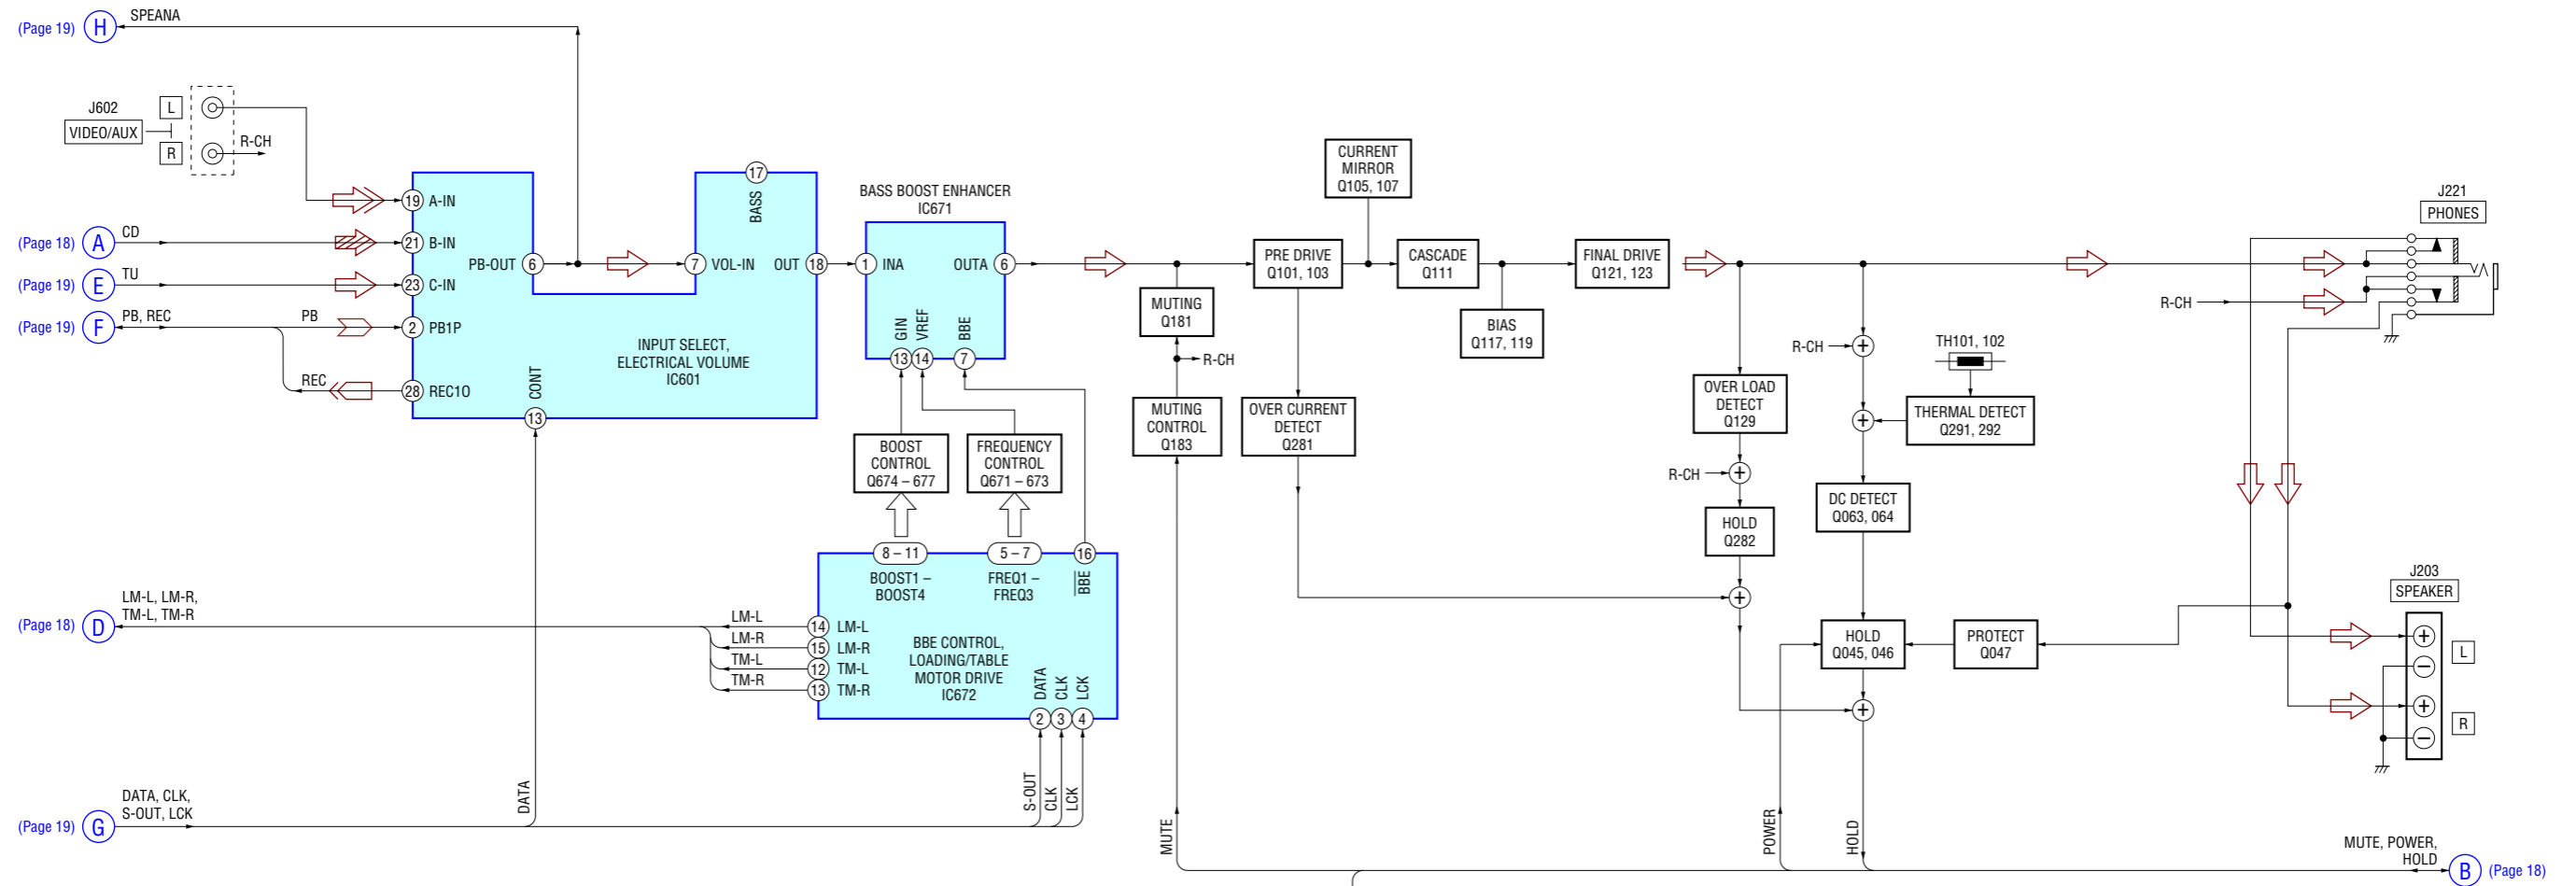 (Page 19) H SPEANA
J602
VIDEO/AUX
L
R
R-CH
(Page 18) A CD
(Page 19) E TU
(Page 19) F PB, REC
PB
REC
19 A-IN
21 B-IN
23 C-IN
2 PB1P
28 REC1O
PB-OUT 6
7 VOL-IN
17
BASS
OUT 18
13
CONT
INPUT SELECT,
ELECTRICAL VOLUME
IC601
BASS BOOST ENHANCER
IC671
1 INA
OUTA 6
GIN
VREF
BBE
13 14 7
BOOST
CONTROL
Q674 – 677
FREQUENCY
CONTROL
Q671 – 673
8 – 11
5 – 7
16
BOOST1 –
BOOST4
FREQ1 –
FREQ3
BBE
BBE CONTROL,
LOADING/TABLE
MOTOR DRIVE
IC672
LM-L 14 LM-L
LM-R 15 LM-R
TM-L 12 TM-L
TM-R 13 TM-R
DATA
CLK
LCK
2 3 4
S-OUT
CLK
LCK
(Page 18) D
LM-L, LM-R,
TM-L, TM-R
(Page 19) G
DATA, CLK,
S-OUT, LCK
DATA
MUTING
Q181
R-CH
MUTING
CONTROL
Q183
MUTE
PRE DRIVE
Q101, 103
CURRENT
MIRROR
Q105, 107
CASCADE
Q111
BIAS
Q117, 119
FINAL DRIVE
Q121, 123
OVER CURRENT
DETECT
Q281
OVER LOAD
DETECT
Q129
R-CH
+
HOLD
Q282
+
R-CH
+
TH101, 102
THERMAL DETECT
Q291, 292
+
DC DETECT
Q063, 064
HOLD
Q045, 046
PROTECT
Q047
+
POWER
HOLD
J221
PHONES
R-CH
J203
SPEAKER
+
−
L
+
−
R
MUTE, POWER,
HOLD
B (Page 18)